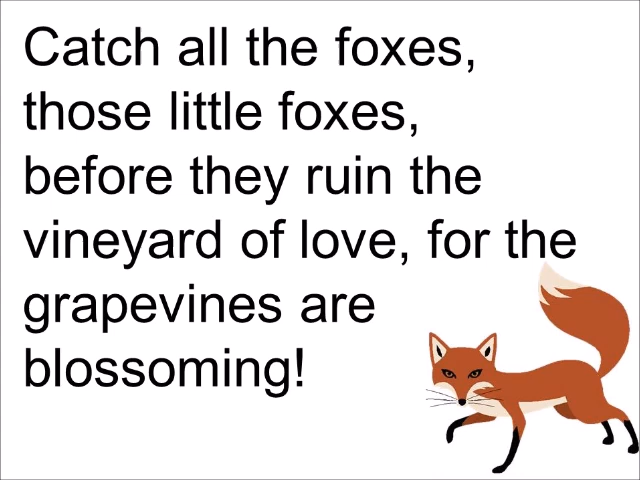 Catch all the foxes,
those little foxes,
before they ruin the
vineyard of love, for the
grapevines are
blossoming!